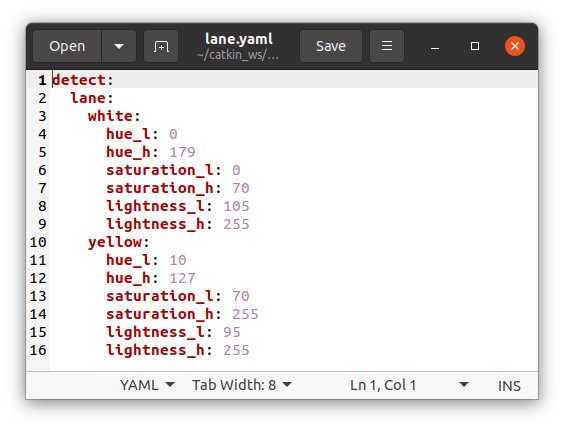 Open
lane.yaml
~/catkin_ws/...
Save
1 detect:
2   lane:
3     white:
4       hue_l: 0
5       hue_h: 179
6       saturation_l: 0
7       saturation_h: 70
8       lightness_l: 105
9       lightness_h: 255
10     yellow:
11       hue_l: 10
12       hue_h: 127
13       saturation_l: 70
14       saturation_h: 255
15       lightness_l: 95
16       lightness_h: 255
YAML Tab Width: 8 Ln 1, Col 1 INS